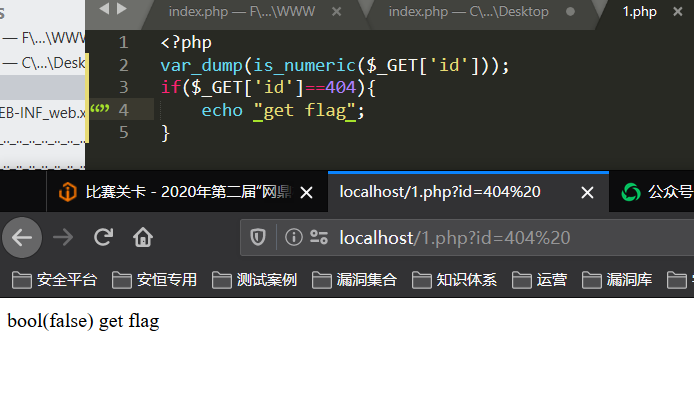 index.php — F\...\WWW
index.php — C\...\Desktop
1.php
S
— F\...\WWW
— C\...\Desk
EB-INF_web.x
1 <?php
2 var_dump(is_numeric($_GET['id']));
3 if($_GET['id']==404){
4 echo "get flag";
5 }
比赛关卡 - 2020年第二届“网鼎
localhost/1.php?id=404%20
公众号
localhost/1.php?id=404%20
安全平台 安恒专用 测试案例 漏洞集合 知识体系 运营 漏洞库
bool(false) get flag